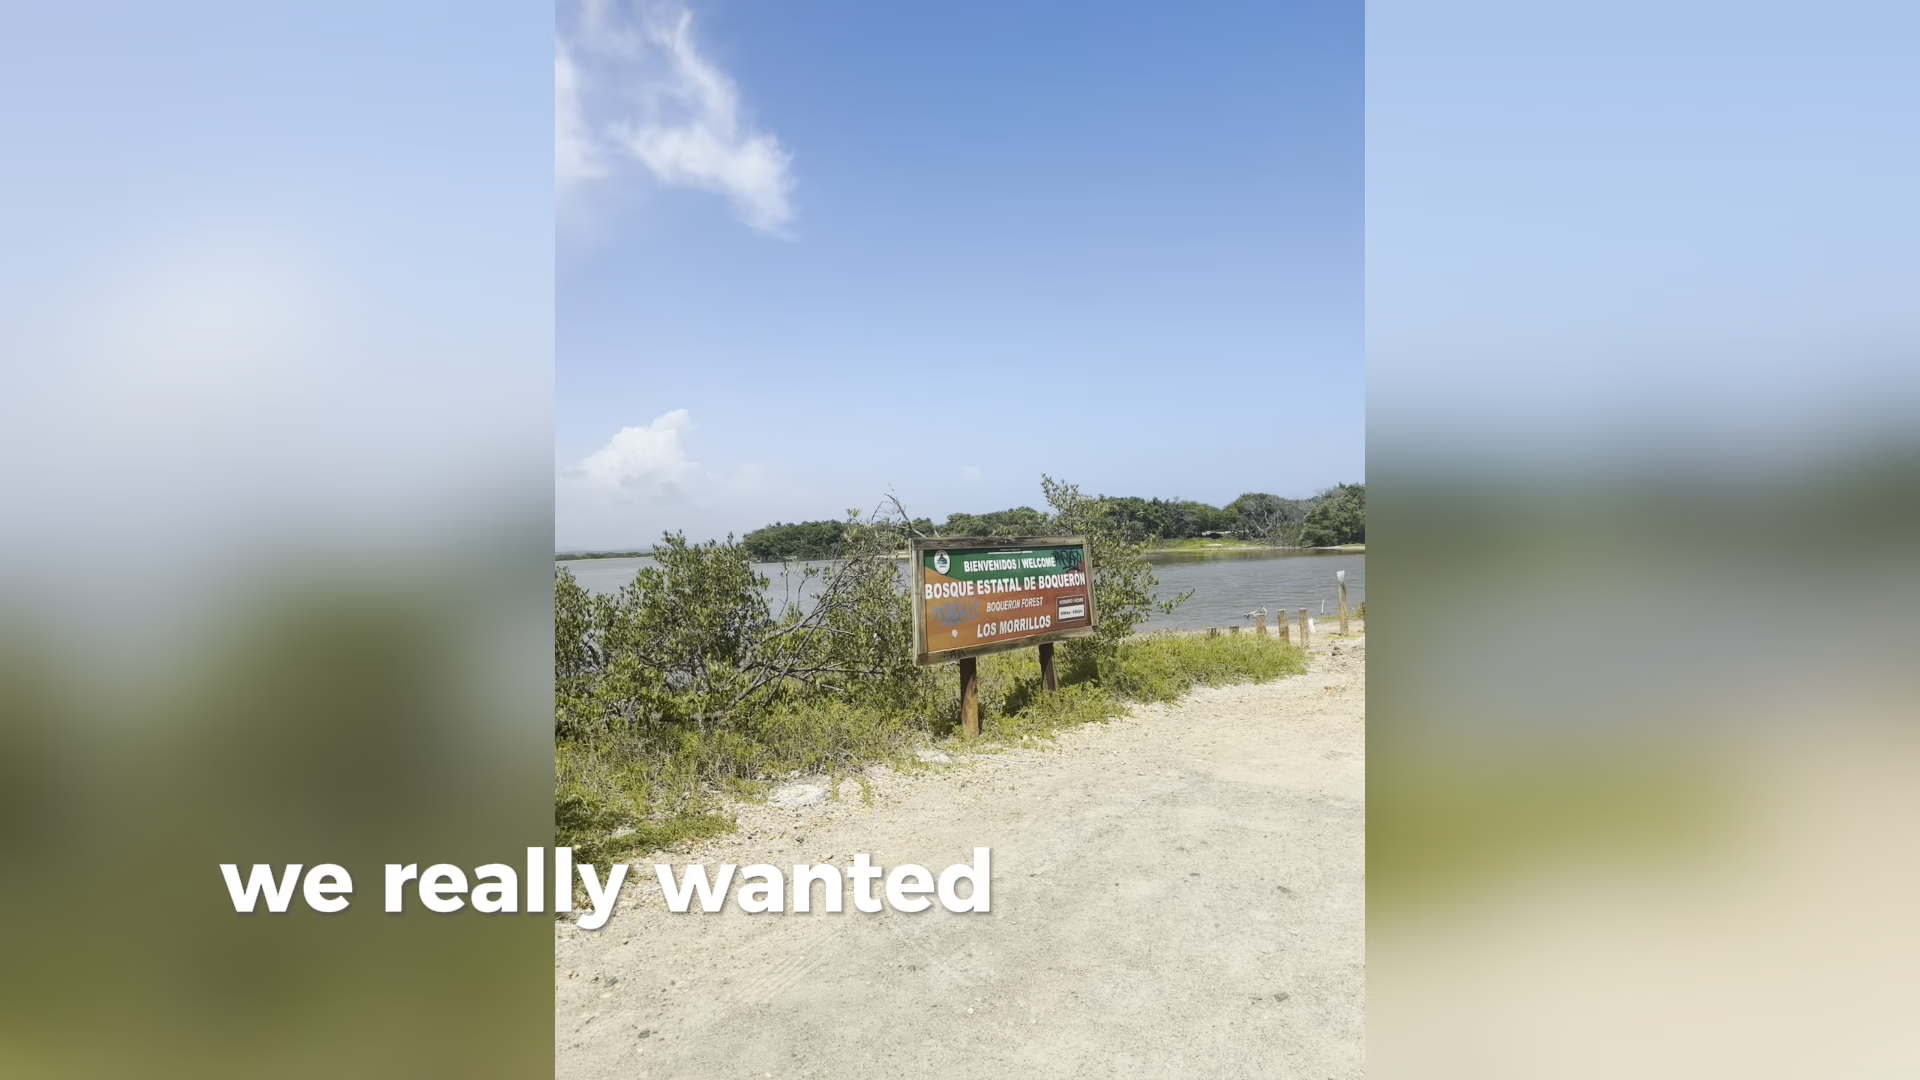 BIENVENIDOS / WELCOME
BOSQUE ESTATAL DE BOQUERÓN
BOQUERON FOREST
LOS MORRILLOS
we really wanted